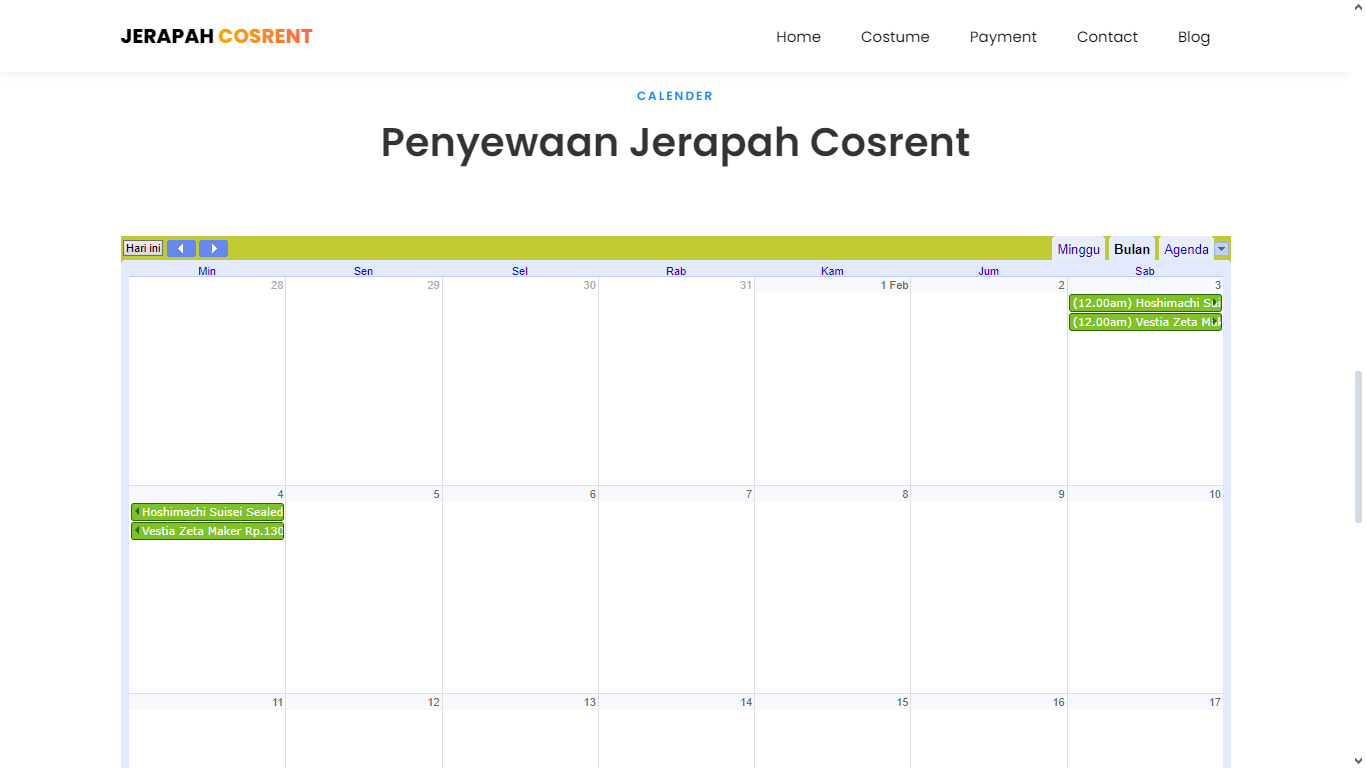 JERAPAH COSRENT Home Costume Payment Contact Blog
CALENDER
Penyewaan Jerapah Cosrent
Hari ini Minggu Bulan Agenda
Min Sen Sel Rab Kam Jum Sab
28 29 30 31 1 Feb 2 3
(12.00am) Hoshimachi
(12.00am) Vestia Zeta
4 5 6 7 8 9 10
Hoshimachi Suisei Sealed
Vestia Zeta Maker Rp.130
11 12 13 14 15 16 17